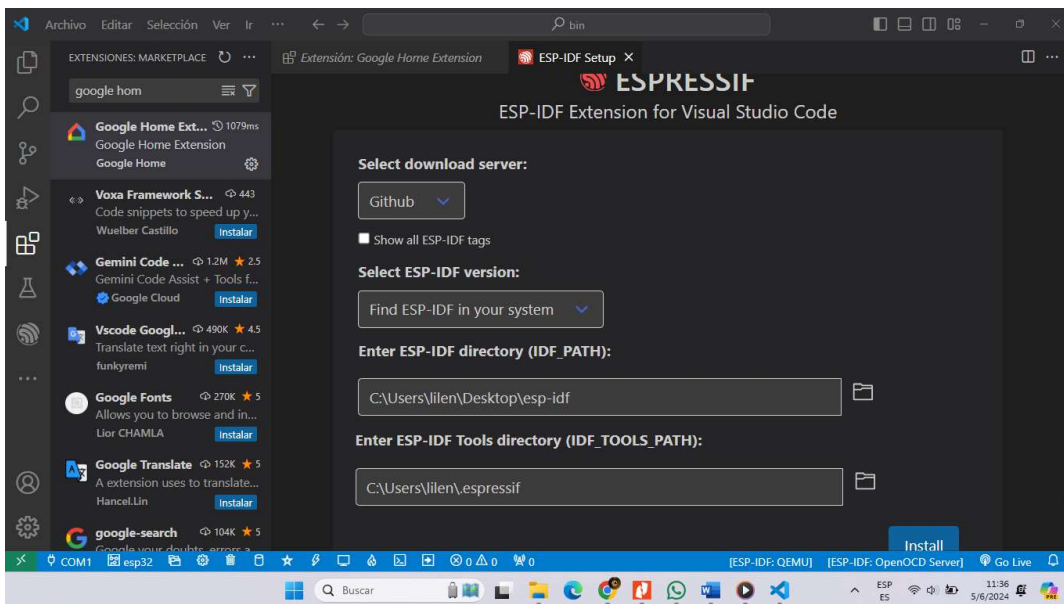 Archivo Editar Selección Ver Ir ··· bin
EXTENSIONES: MARKETPLACE
google hom
Google Home Ext... 1079ms
Google Home Extension
Google Home
Voxa Framework S... 443
Code snippets to speed up y...
Wuelber Castillo Instalar
Gemini Code ... 1.2M ★ 2.5
Gemini Code Assist + Tools f...
Google Cloud Instalar
Vscode Googl... 490K ★ 4.5
Translate text right in your c...
funkyremi Instalar
Google Fonts 270K ★ 5
Allows you to browse and in...
Lior CHAMLA Instalar
Google Translate 152K ★ 5
A extension uses to translate...
Hancel.Lin Instalar
google-search 104K ★ 5
Google your doubts, errors a
Extensión: Google Home Extension
ESP-IDF Setup
ESPRESSIF
ESP-IDF Extension for Visual Studio Code
Select download server:
Github
Show all ESP-IDF tags
Select ESP-IDF version:
Find ESP-IDF in your system
Enter ESP-IDF directory (IDF_PATH):
C:\Users\lilen\Desktop\esp-idf
Enter ESP-IDF Tools directory (IDF_TOOLS_PATH):
C:\Users\lilen\.espressif
Install
COM1 esp32 0 0 0 [ESP-IDF: QEMU] [ESP-IDF: OpenOCD Server] Go Live
Buscar
ESP
ES
11:36
5/6/2024
PRE